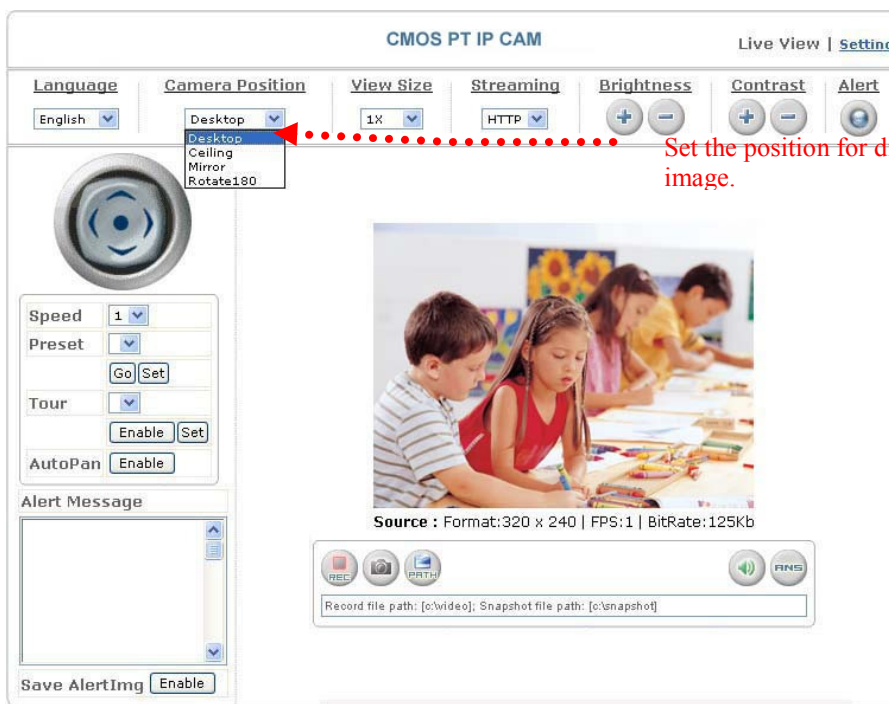 CMOS PT IP CAM
Live View | Setting
Language Camera Position View Size Streaming Brightness Contrast Alert
English Desktop 1X HTTP + − + −
Desktop
Ceiling
Mirror
Rotate180
Set the position for
image.
Speed 1
Preset
Go Set
Tour
Enable Set
AutoPan Enable
Alert Message
Source : Format:320 x 240 | FPS:1 | BitRate:125Kb
REC PATH ANS
Record file path: [c:\video]; Snapshot file path: [c:\snapshot]
Save AlertImg Enable